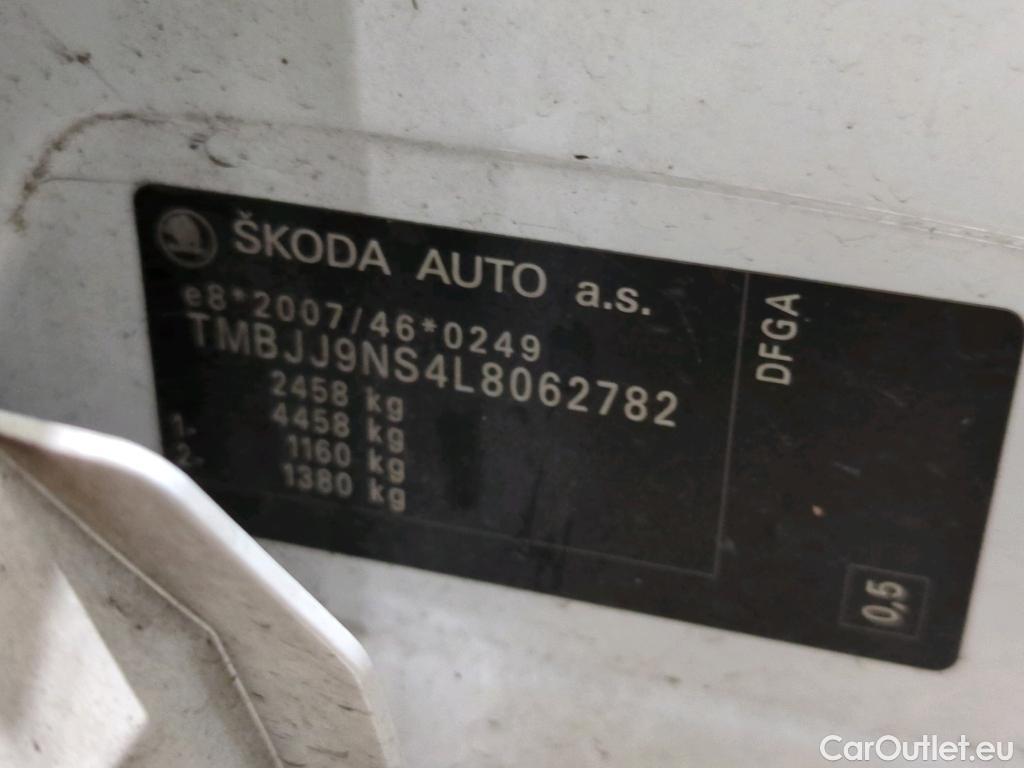 ŠKODA AUTO a.s.
e8*2007/46*0249
TMBJJ9NS4L8062782
2458 kg
4458 kg
1- 1160 kg
2- 1380 kg
DFGA
0,5
CarOutlet.eu